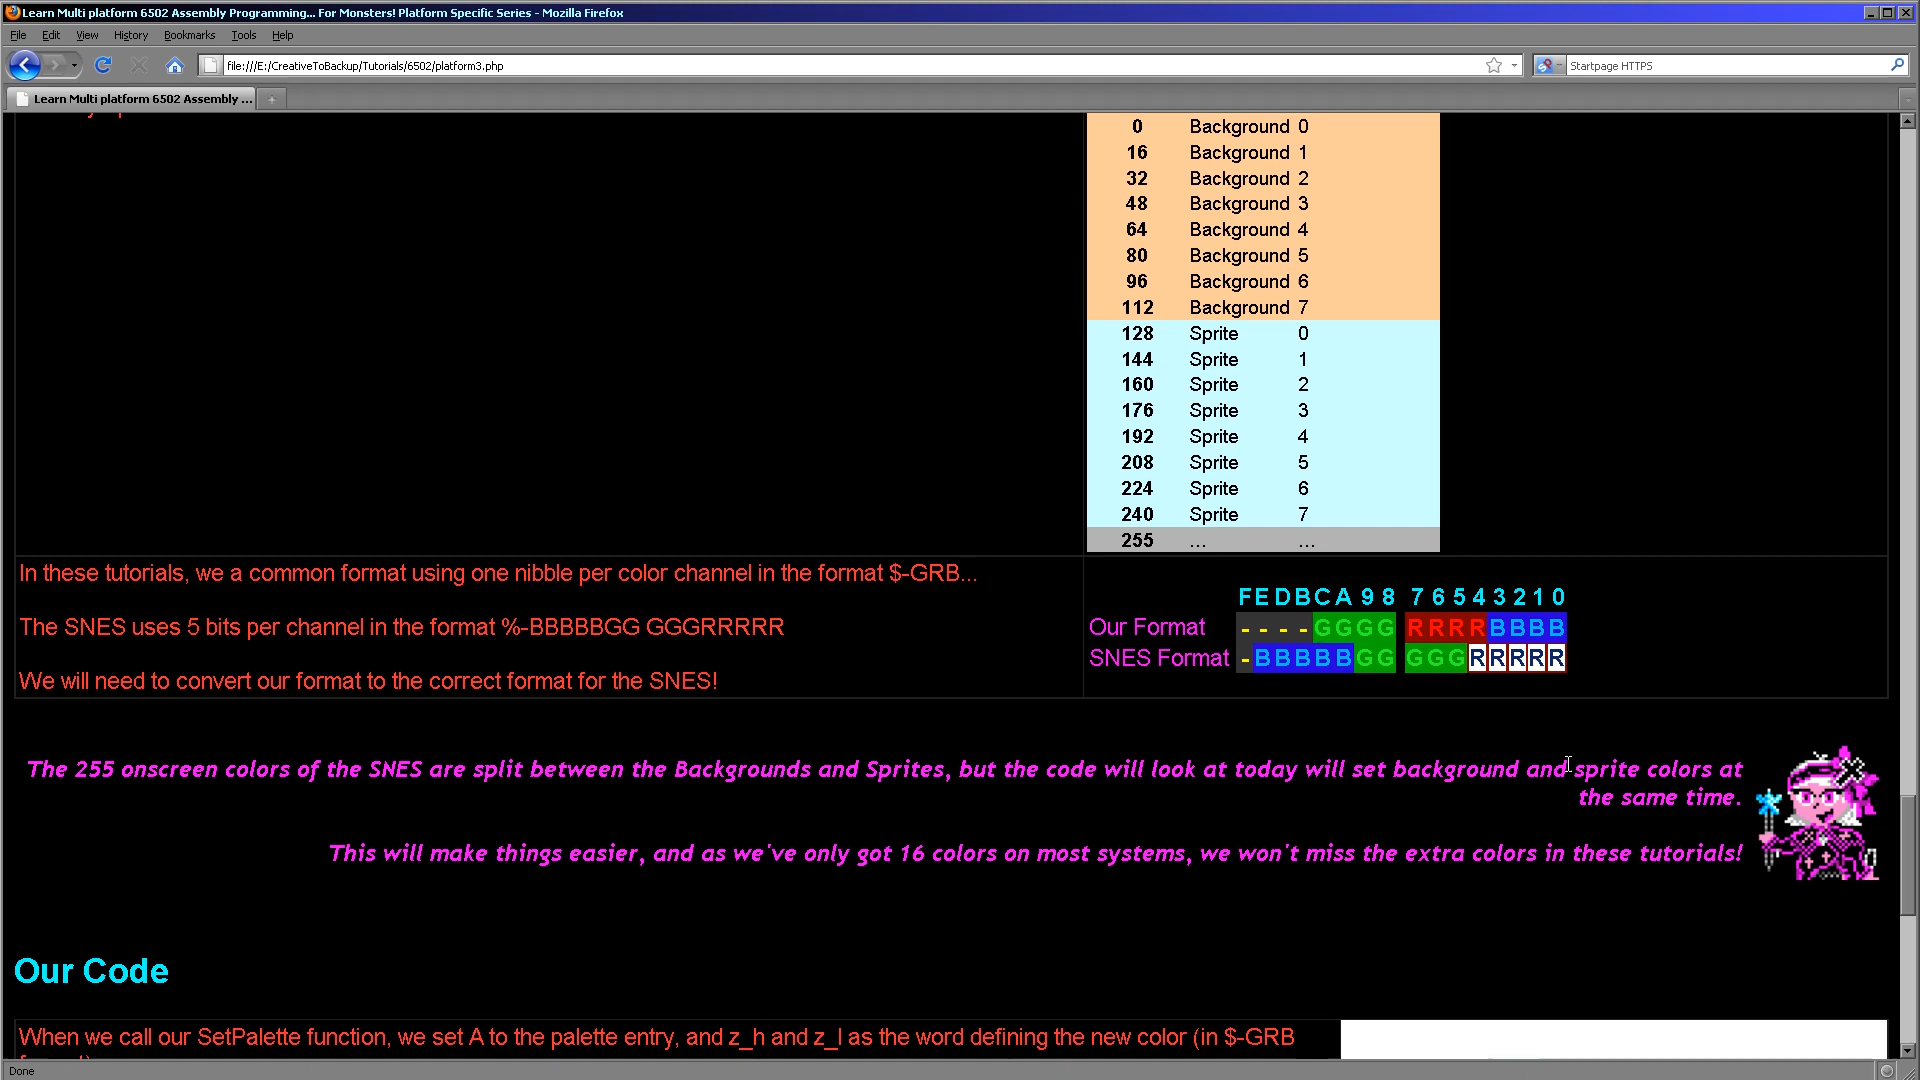 Learn Multi platform 6502 Assembly Programming... For Monsters! Platform Specific Series - Mozilla Firefox
File Edit View History Bookmarks Tools Help
file:///E:/CreativeToBackup/Tutorials/6502/platform3.php
Startpage HTTPS
Learn Multi platform 6502 Assembly ...
0 Background 0
16 Background 1
32 Background 2
48 Background 3
64 Background 4
80 Background 5
96 Background 6
112 Background 7
128 Sprite 0
144 Sprite 1
160 Sprite 2
176 Sprite 3
192 Sprite 4
208 Sprite 5
224 Sprite 6
240 Sprite 7
255 ... ...
In these tutorials, we a common format using one nibble per color channel in the format $-GRB...
The SNES uses 5 bits per channel in the format %-BBBBBGG GGGRRRRR
We will need to convert our format to the correct format for the SNES!
F E D B C A 9 8 7 6 5 4 3 2 1 0
Our Format - - - - G G G G R R R R B B B B
SNES Format - B B B B B G G G G G R R R R R
The 255 onscreen colors of the SNES are split between the Backgrounds and Sprites, but the code will look at today will set background and sprite colors at
the same time.
This will make things easier, and as we've only got 16 colors on most systems, we won't miss the extra colors in these tutorials!
Our Code
When we call our SetPalette function, we set A to the palette entry, and z_h and z_l as the word defining the new color (in $-GRB
Done